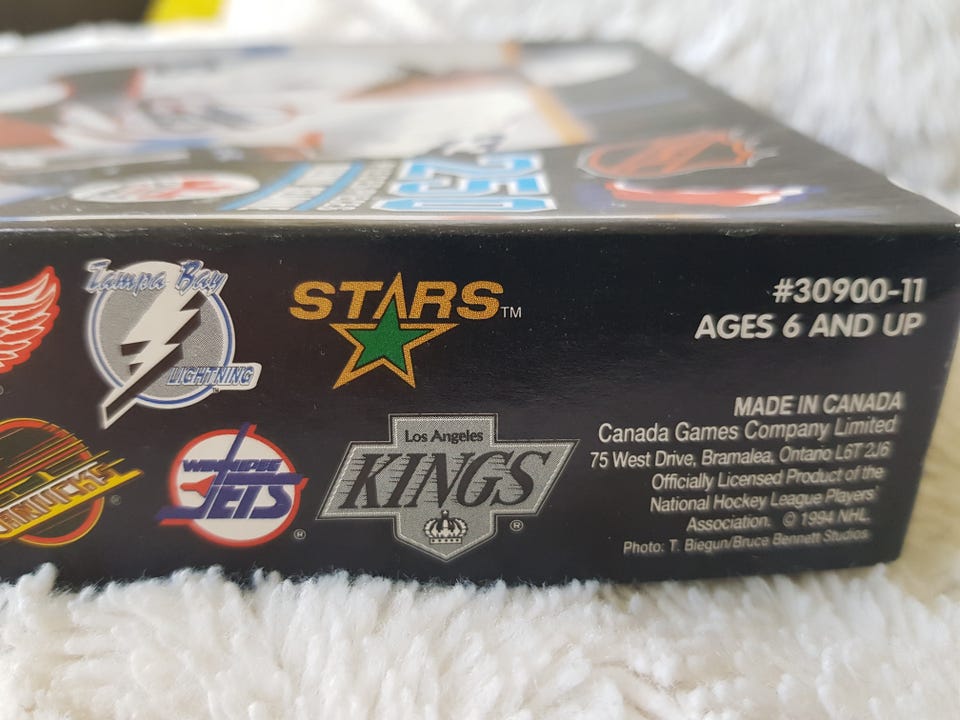 250
Tampa Bay
LIGHTNING
STARS™
#30900-11
AGES 6 AND UP
WINNIPEG
JETS
®
Los Angeles
KINGS
®
MADE IN CANADA
Canada Games Company Limited
75 West Drive, Bramalea, Ontario L6T 2J6
Officially Licensed Product of the
National Hockey League Players'
Association. © 1994 NHL
Photo: T. Biegun/Bruce Bennett Studios